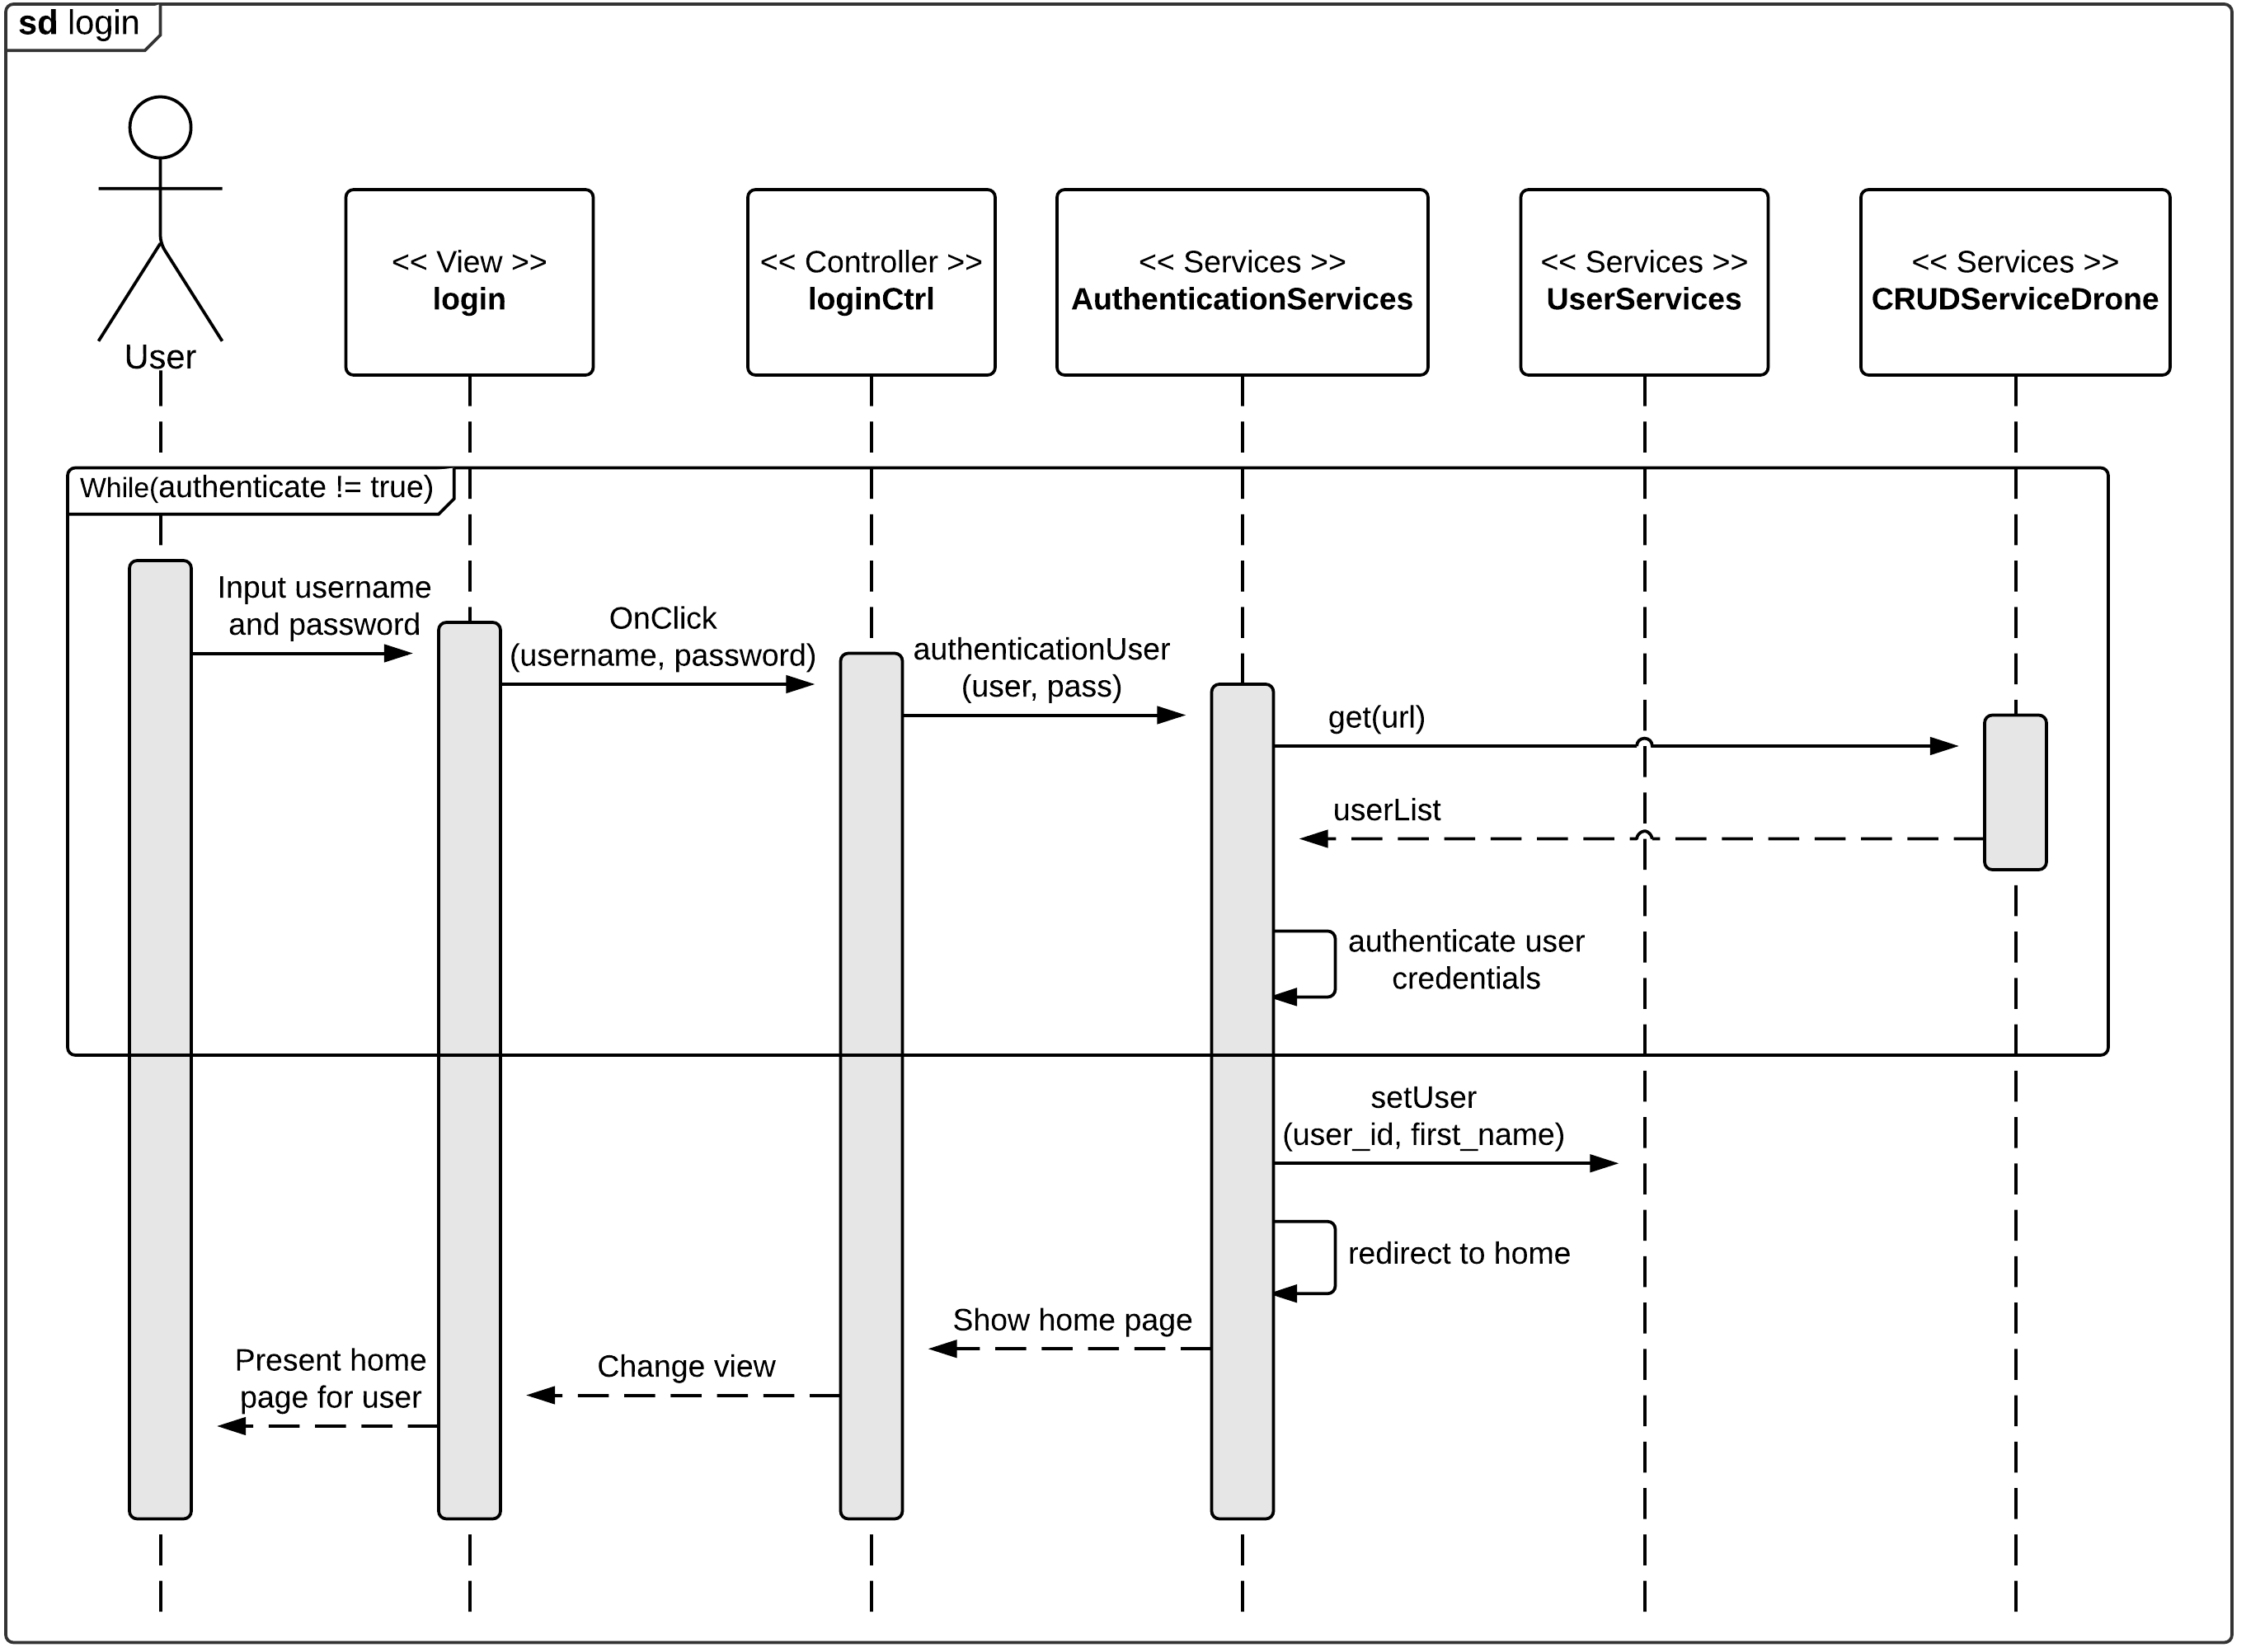 sd login
User
<< View >>
login
<< Controller >>
loginCtrl
<< Services >>
AuthenticationServices
<< Services >>
UserServices
<< Services >>
CRUDServiceDrone
While(authenticate != true)
Input username
and password
OnClick
(username, password)
authenticationUser
(user, pass)
get(url)
userList
authenticate user
credentials
setUser
(user_id, first_name)
redirect to home
Show home page
Change view
Present home
page for user